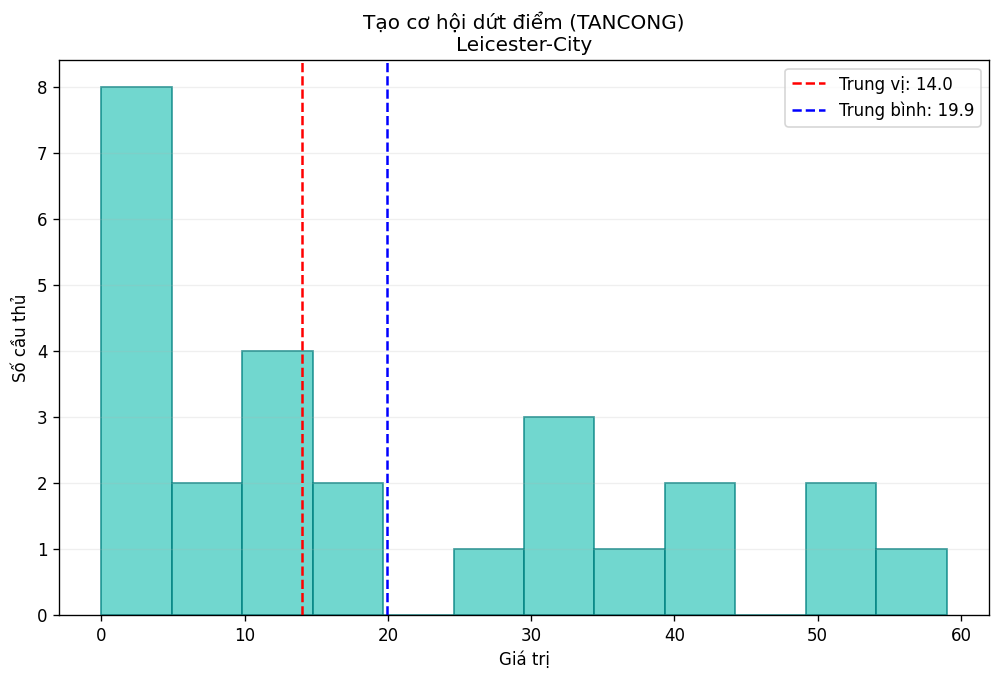 Tạo cơ hội dứt điểm (TANCONG)
Leicester-City
Trung vị: 14.0
Trung bình: 19.9
8
7
6
5
4
3
2
1
0
Số cầu thủ
0 10 20 30 40 50 60
Giá trị